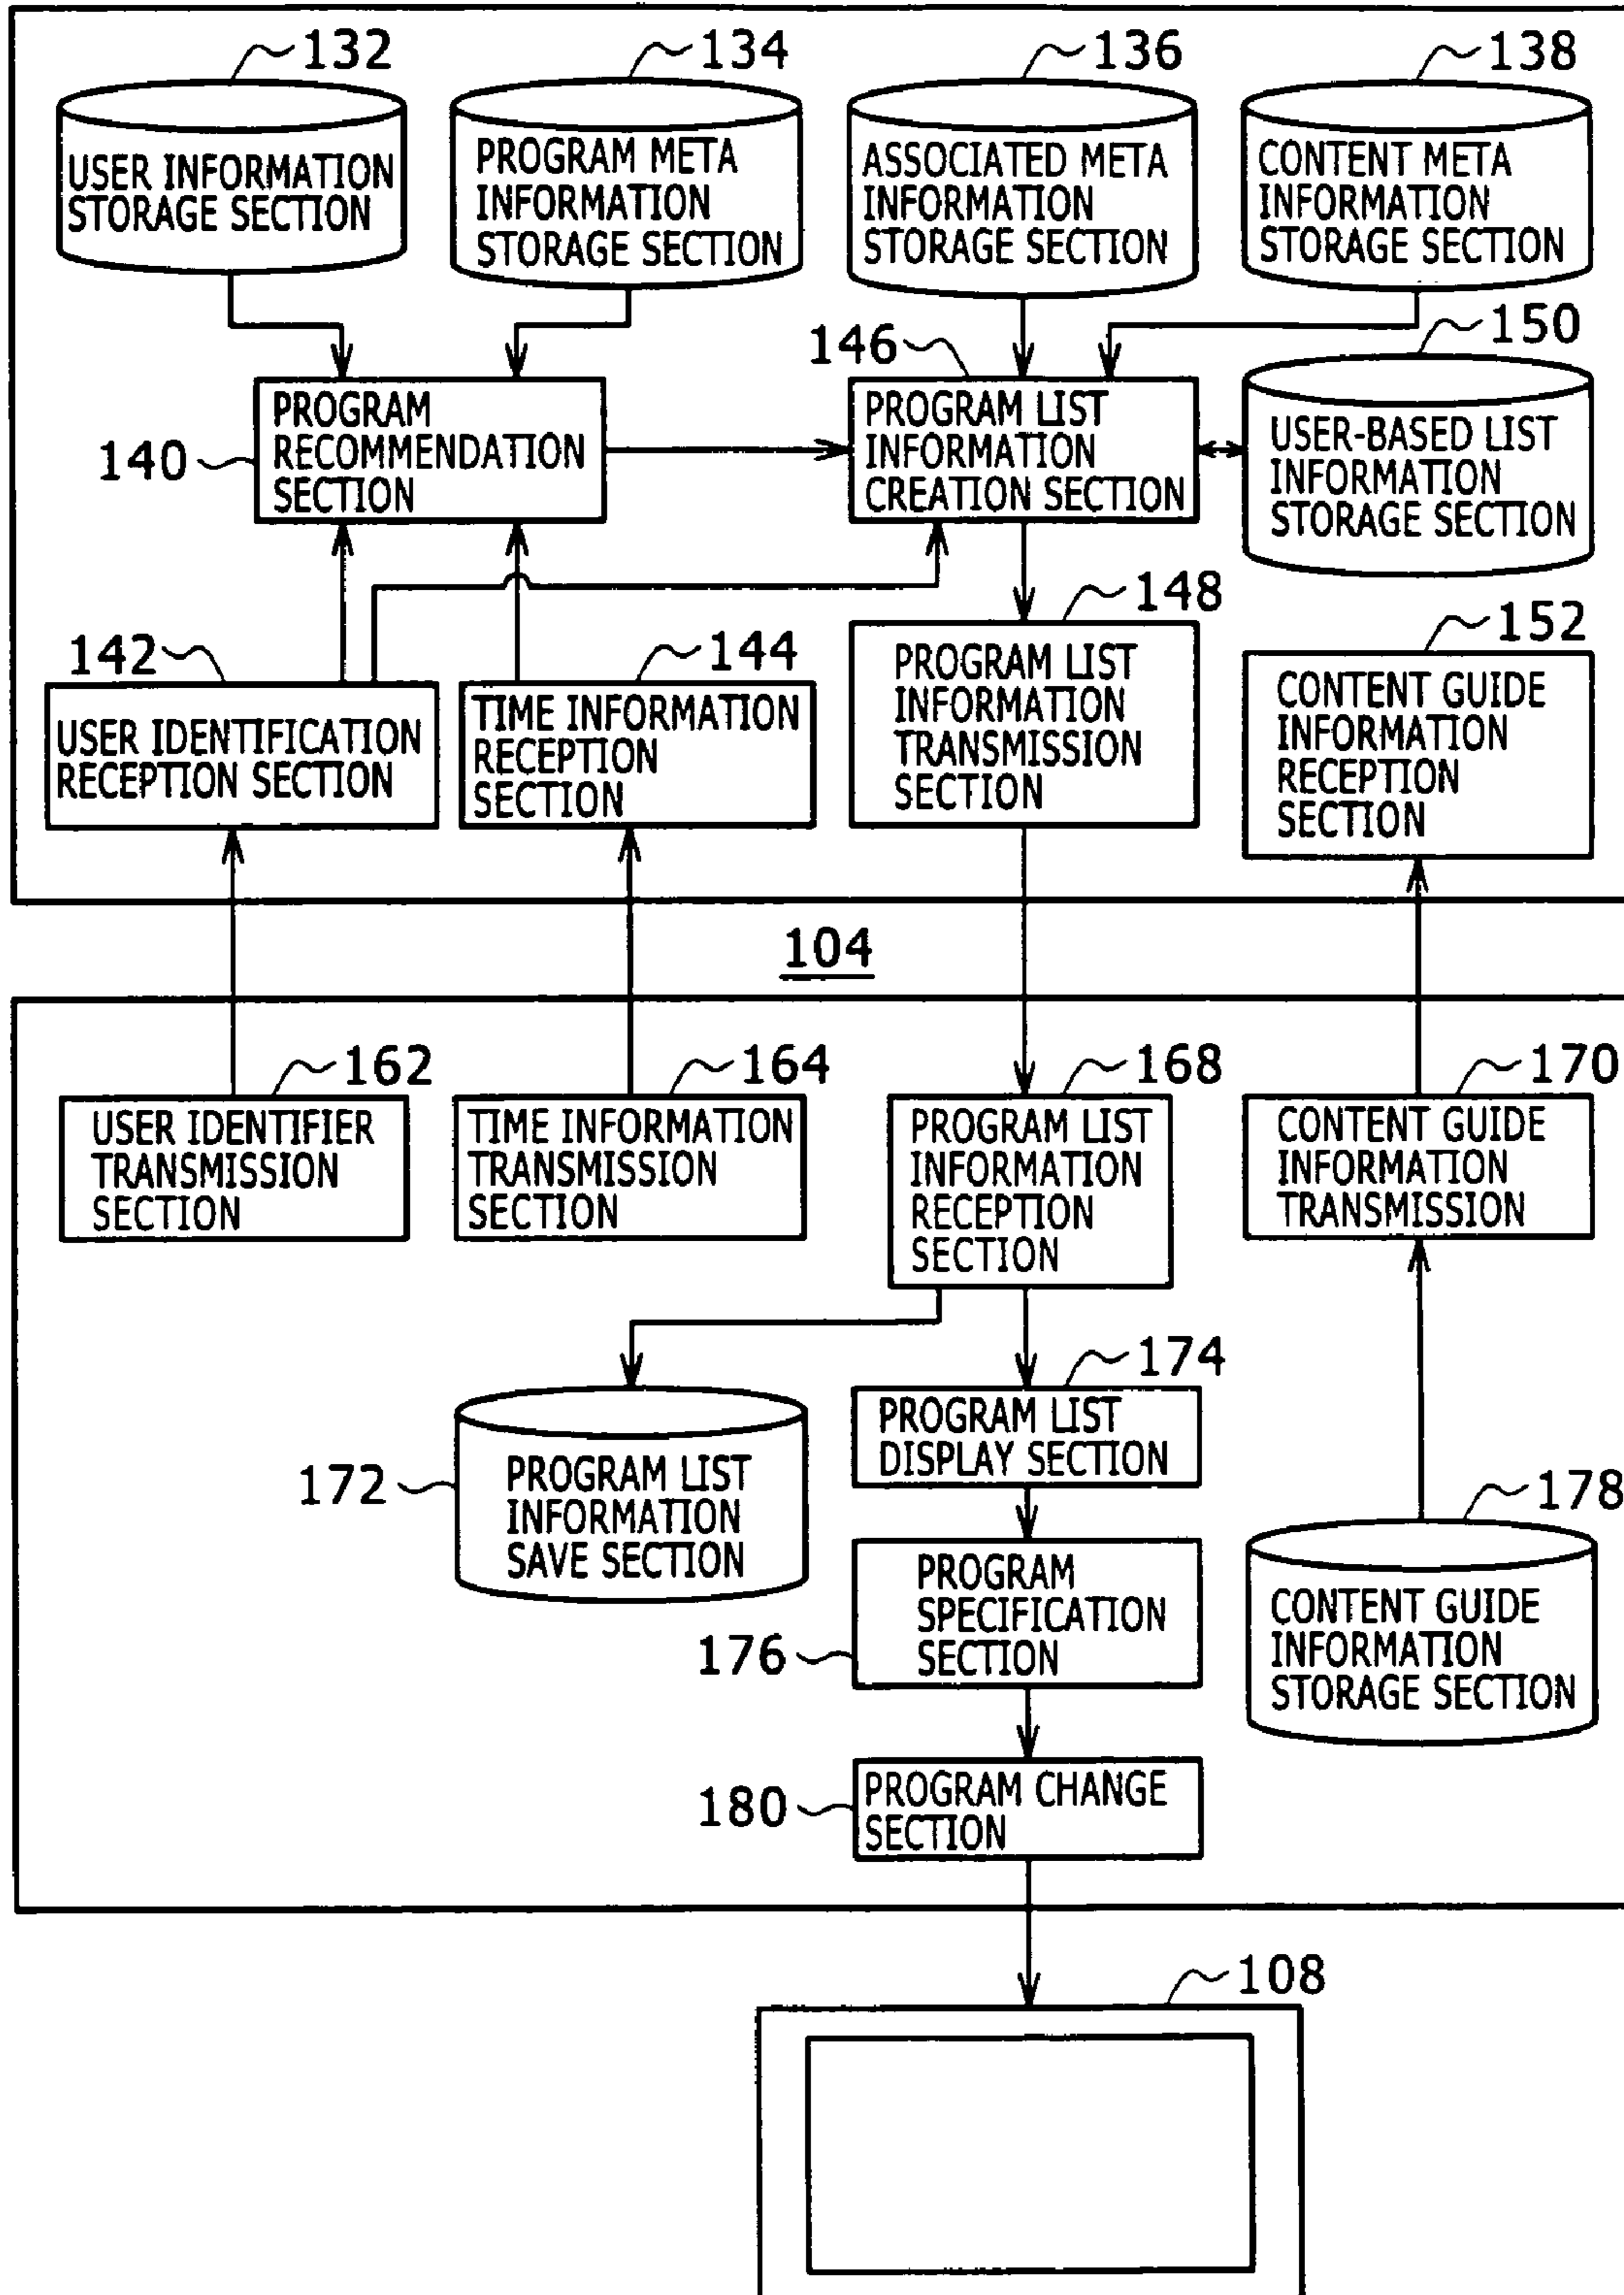 132
134
136
138
USER INFORMATION
STORAGE SECTION
PROGRAM META
INFORMATION
STORAGE SECTION
ASSOCIATED META
INFORMATION
STORAGE SECTION
CONTENT META
INFORMATION
STORAGE SECTION
146
150
140
PROGRAM
RECOMMENDATION
SECTION
PROGRAM LIST
INFORMATION
CREATION SECTION
USER-BASED LIST
INFORMATION
STORAGE SECTION
142
144
148
152
USER IDENTIFICATION
RECEPTION SECTION
TIME INFORMATION
RECEPTION
SECTION
PROGRAM LIST
INFORMATION
TRANSMISSION
SECTION
CONTENT GUIDE
INFORMATION
RECEPTION
SECTION
104
162
164
168
170
USER IDENTIFIER
TRANSMISSION
SECTION
TIME INFORMATION
TRANSMISSION
SECTION
PROGRAM LIST
INFORMATION
RECEPTION
SECTION
CONTENT GUIDE
INFORMATION
TRANSMISSION
174
172
PROGRAM LIST
INFORMATION
SAVE SECTION
PROGRAM LIST
DISPLAY SECTION
178
176
PROGRAM
SPECIFICATION
SECTION
CONTENT GUIDE
INFORMATION
STORAGE SECTION
180
PROGRAM CHANGE
SECTION
108